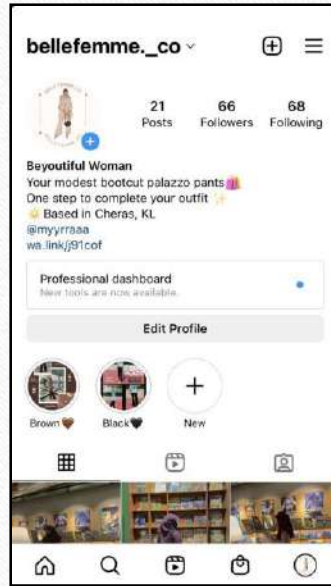 bellefemme._co
21 66 68
Posts Followers Following
Beyoutiful Woman
Your modest bootcut palazzo pants🛍️
One step to complete your outfit ✨
🌟 Based in Cheras, KL
@myyrraaa
wa.link/j91cof
Professional dashboard
New tools are now available.
Edit Profile
Brown🤎 Black🖤 New